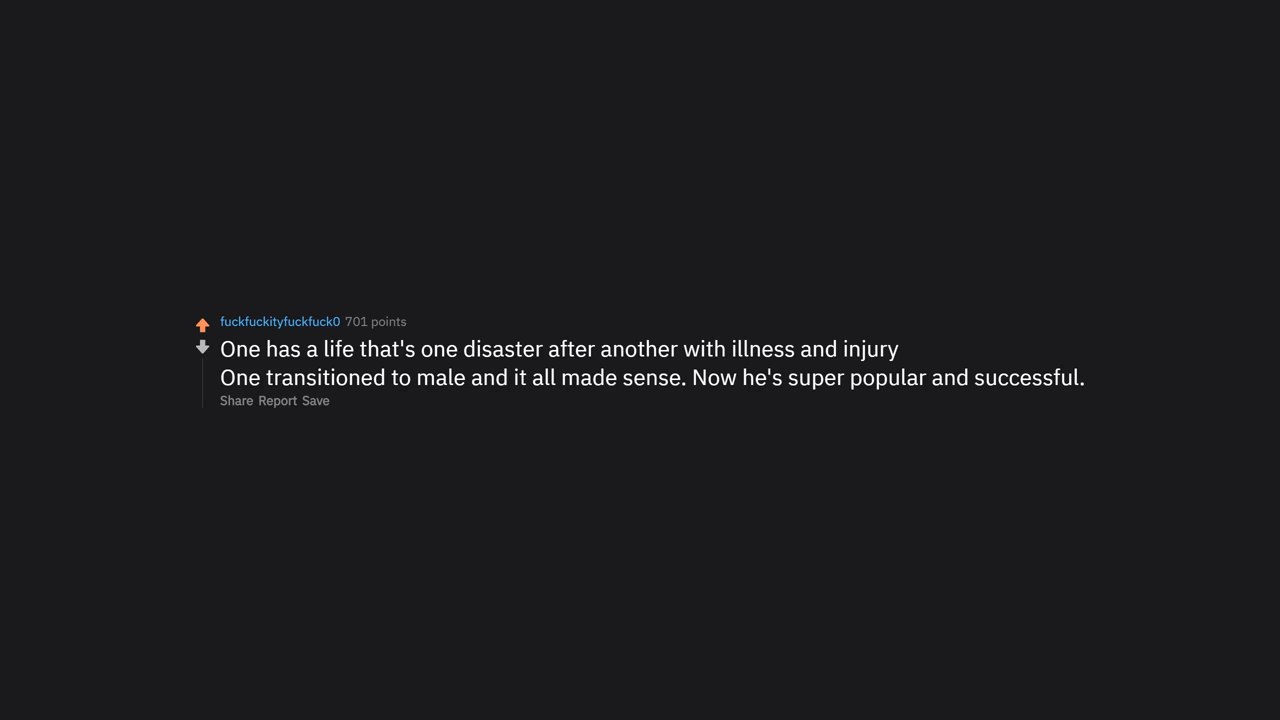 fuckfuckityfuckfuck0 701 points
One has a life that's one disaster after another with illness and injury
One transitioned to male and it all made sense. Now he's super popular and successful.
Share Report Save